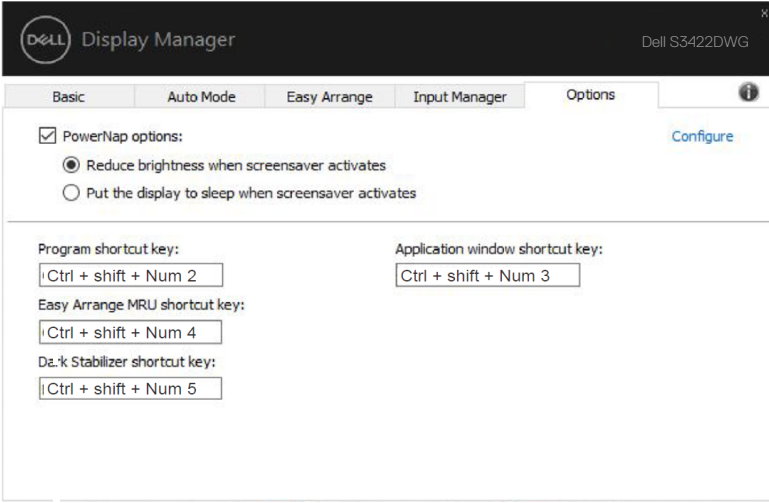 x
DELL Display Manager
Dell S3422DWG
Basic Auto Mode Easy Arrange Input Manager Options
PowerNap options: Configure
Reduce brightness when screensaver activates
Put the display to sleep when screensaver activates
Program shortcut key: Application window shortcut key:
Ctrl + shift + Num 2 Ctrl + shift + Num 3
Easy Arrange MRU shortcut key:
Ctrl + shift + Num 4
Dark Stabilizer shortcut key:
Ctrl + shift + Num 5